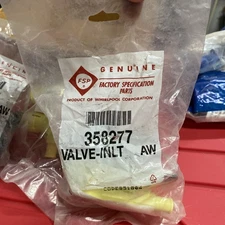 GENUINE
FSP
FACTORY SPECIFICATION
PARTS
PRODUCT OF WHIRLPOOL CORPORATION
358277
VALVE-INLT AW